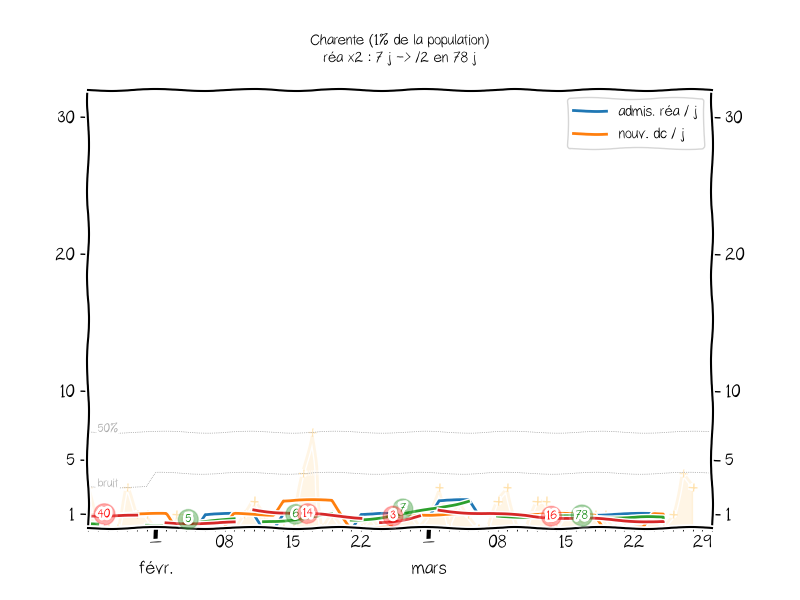 Charente (1% de la population)
réa x2 : 7 j -> /2 en 78 j
admis. réa / j
nouv. dc / j
30 30
20 20
10 10
50%
5 5
bruit
1 1
40 5 6 14 3 7 16 78
08 15 22 08 15 22 29
févr. mars